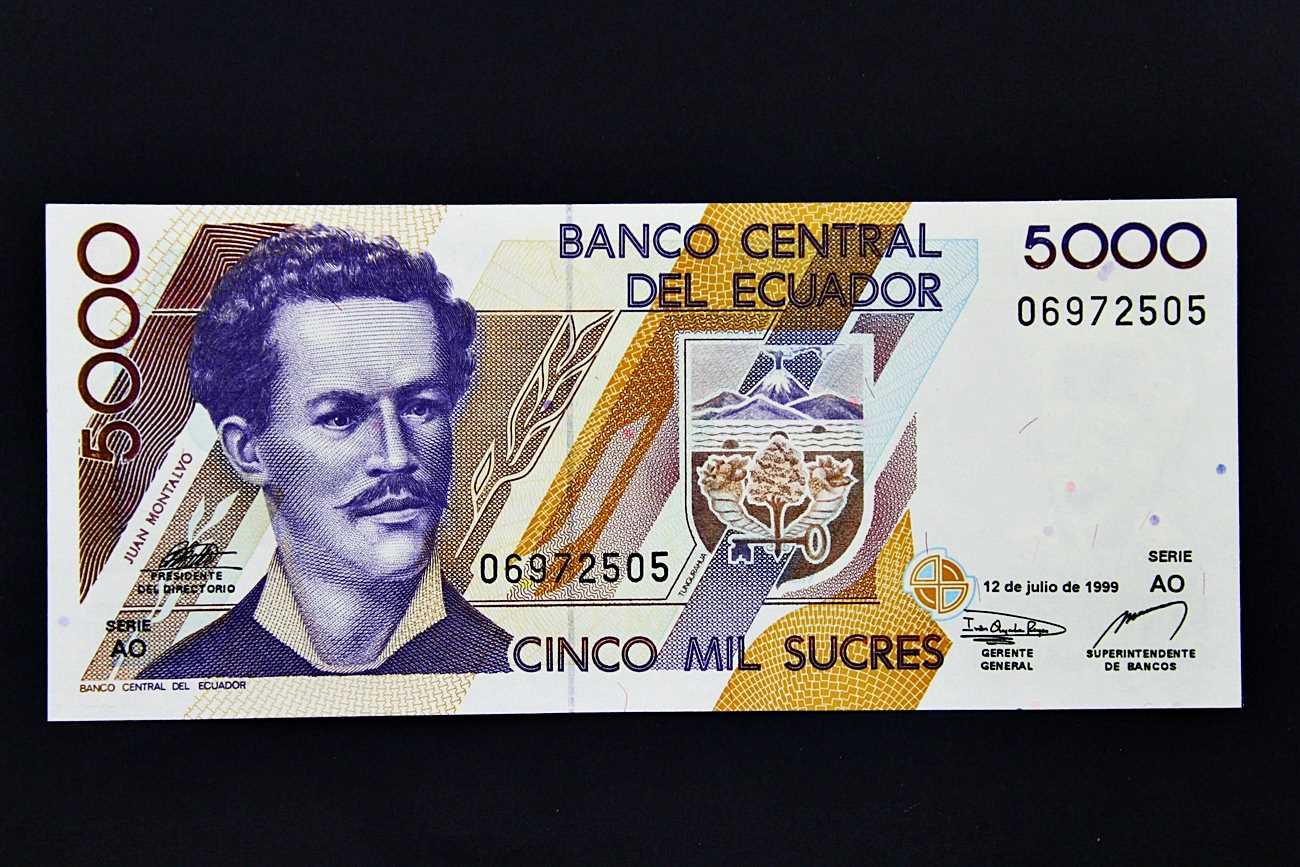 5000
JUAN MONTALVO
PRESIDENTE
DEL DIRECTORIO
SERIE
AO
BANCO CENTRAL DEL ECUADOR
BANCO CENTRAL
DEL ECUADOR
06972505
TUNGURAHUA
CINCO MIL SUCRES
5000
06972505
12 de julio de 1999
SERIE
AO
GERENTE
GENERAL
SUPERINTENDENTE
DE BANCOS